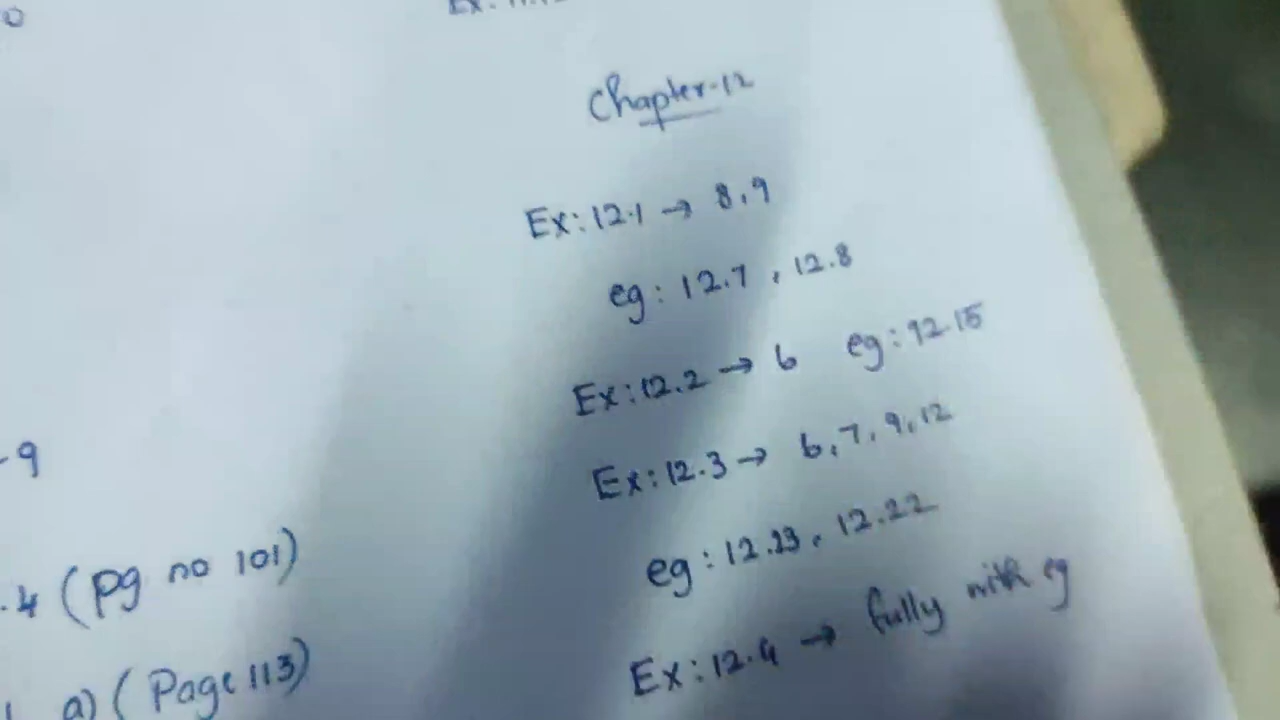 Chapter-12
Ex: 12.1 → 8, 9
eg: 12.7, 12.8
Ex: 12.2 → 6 eg: 12.15
Ex: 12.3 → 6, 7, 9, 12
-9
eg: 12.23, 12.22
.4 (pg no 101)
Ex: 12.4 → fully with eg
a) (Page 113)